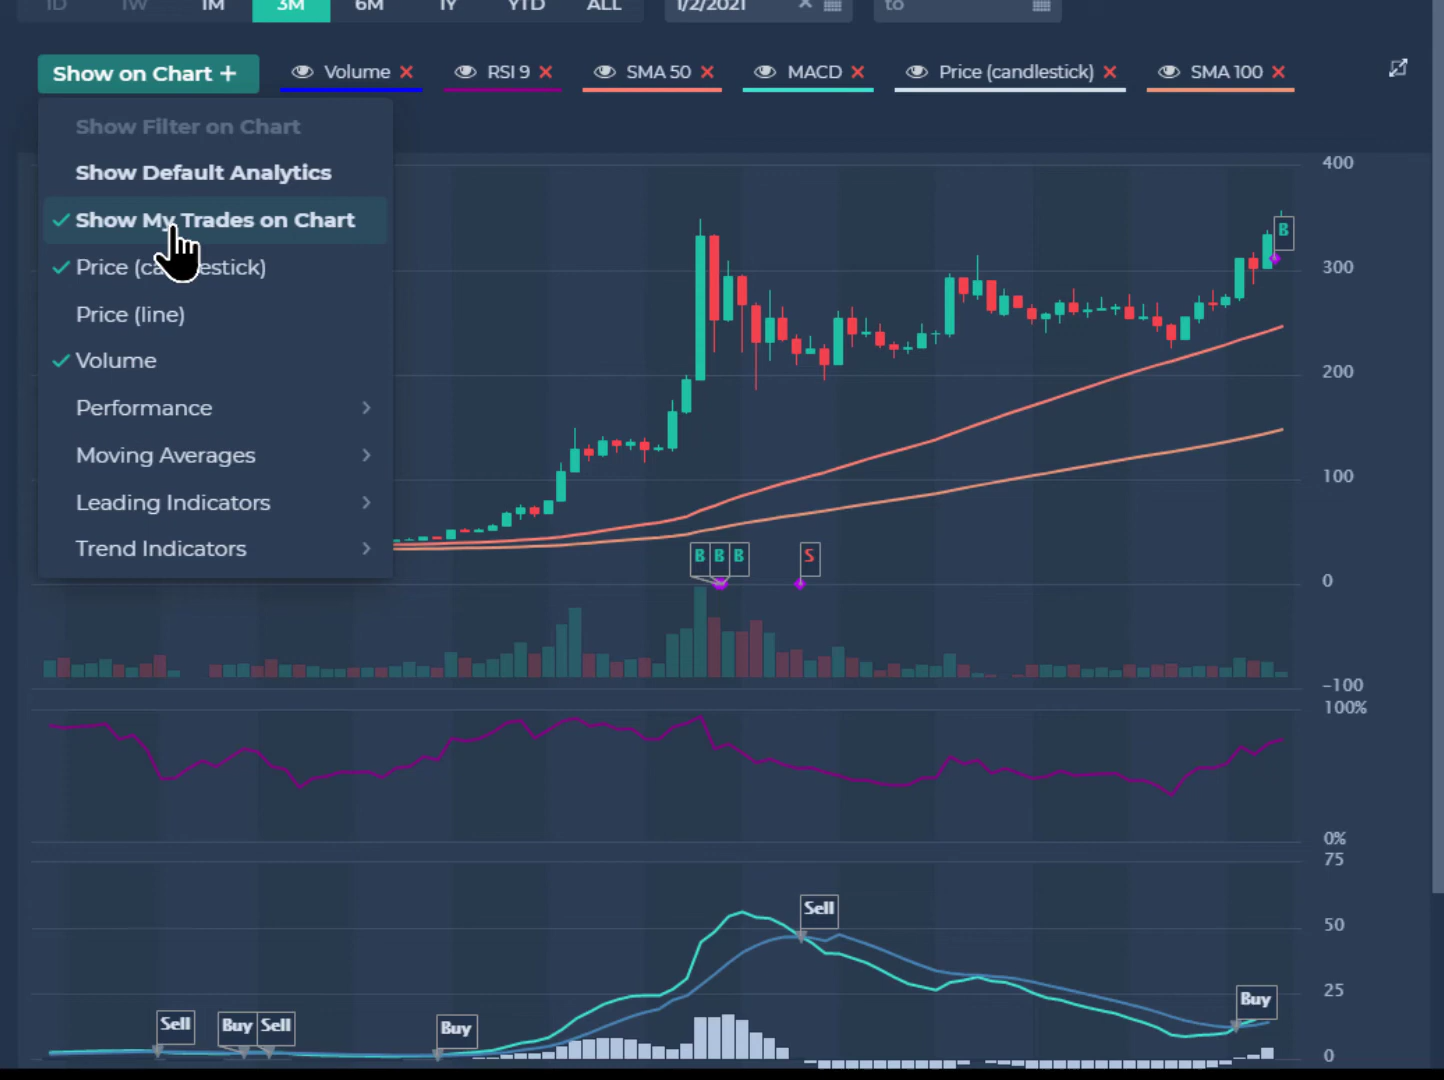 1D 1W 1M 3M 6M 1Y YTD ALL 1/2/2021 to
Show on Chart + Volume RSI 9 SMA 50 MACD Price (candlestick) SMA 100
Show Filter on Chart
Show Default Analytics
Show My Trades on Chart
Price (candlestick)
Price (line)
Volume
Performance
Moving Averages
Leading Indicators
Trend Indicators
400
B
300
200
100
B B B S
0
-100
100%
0%
75
Sell
50
25
Sell Buy Sell Buy Buy
0